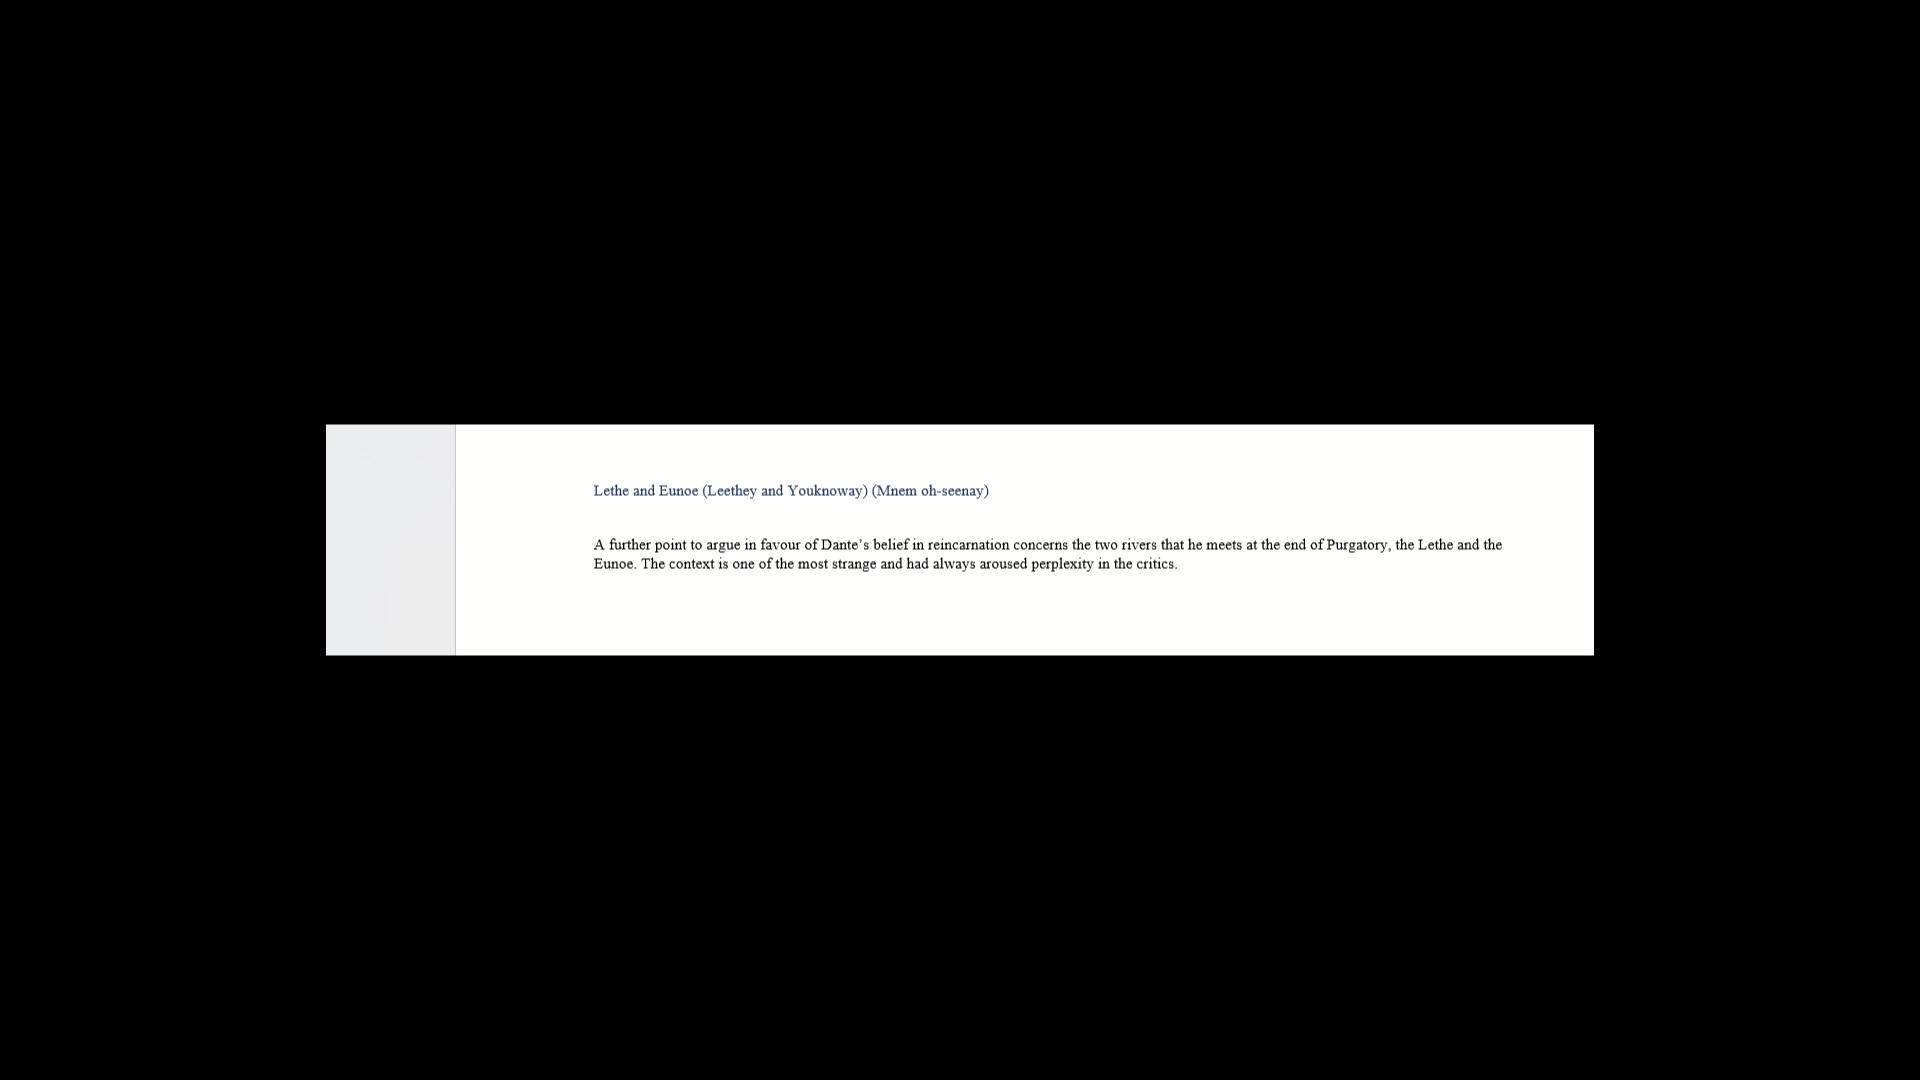 Lethe and Eunoe (Leethey and Youknoway) (Mnem oh-seenay)
A further point to argue in favour of Dante’s belief in reincarnation concerns the two rivers that he meets at the end of Purgatory, the Lethe and the
Eunoe. The context is one of the most strange and had always aroused perplexity in the critics.